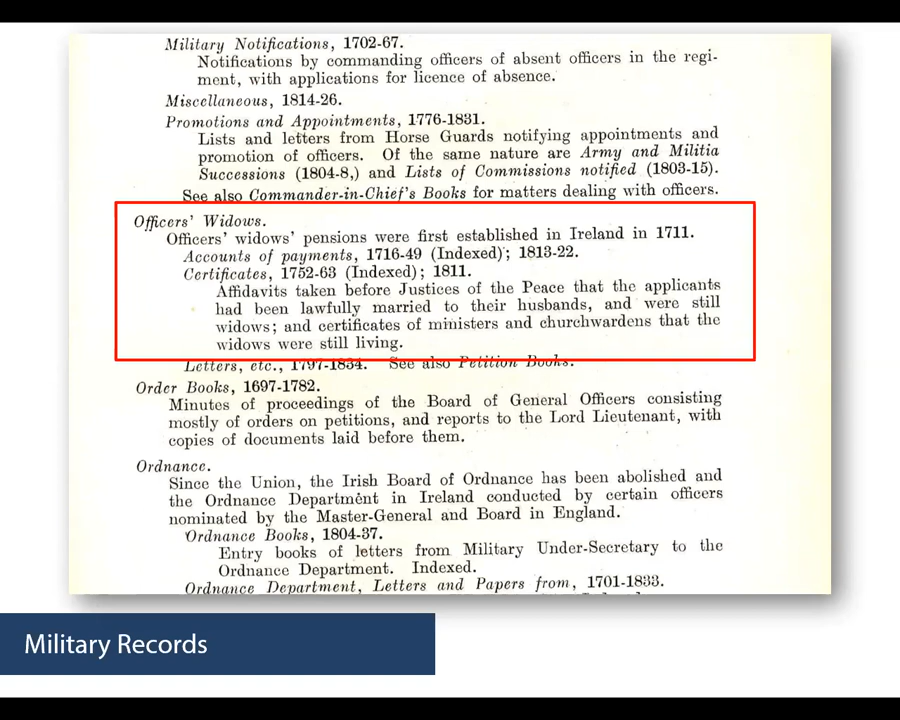 Military Notifications, 1702-67.
Notifications by commanding officers of absent officers in the regi-
ment, with applications for licence of absence.
Miscellaneous, 1814-26.
Promotions and Appointments, 1776-1831.
Lists and letters from Horse Guards notifying appointments and
promotion of officers. Of the same nature are Army and Militia
Successions (1804-8,) and Lists of Commissions notified (1803-15).
See also Commander-in-Chief's Books for matters dealing with officers.
Officers' Widows.
Officers' widows' pensions were first established in Ireland in 1711.
Accounts of payments, 1716-49 (Indexed); 1813-22.
Certificates, 1752-63 (Indexed); 1811.
Affidavits taken before Justices of the Peace that the applicants
had been lawfully married to their husbands, and were still
widows; and certificates of ministers and churchwardens that the
widows were still living.
Letters, etc., 1797-1834. See also Petition Books.
Order Books, 1697-1782.
Minutes of proceedings of the Board of General Officers consisting
mostly of orders on petitions, and reports to the Lord Lieutenant, with
copies of documents laid before them.
Ordnance.
Since the Union, the Irish Board of Ordnance has been abolished and
the Ordnance Department in Ireland conducted by certain officers
nominated by the Master-General and Board in England.
Ordnance Books, 1804-37.
Entry books of letters from Military Under-Secretary to the
Ordnance Department. Indexed.
Ordnance Department, Letters and Papers from, 1701-1833.
Military Records